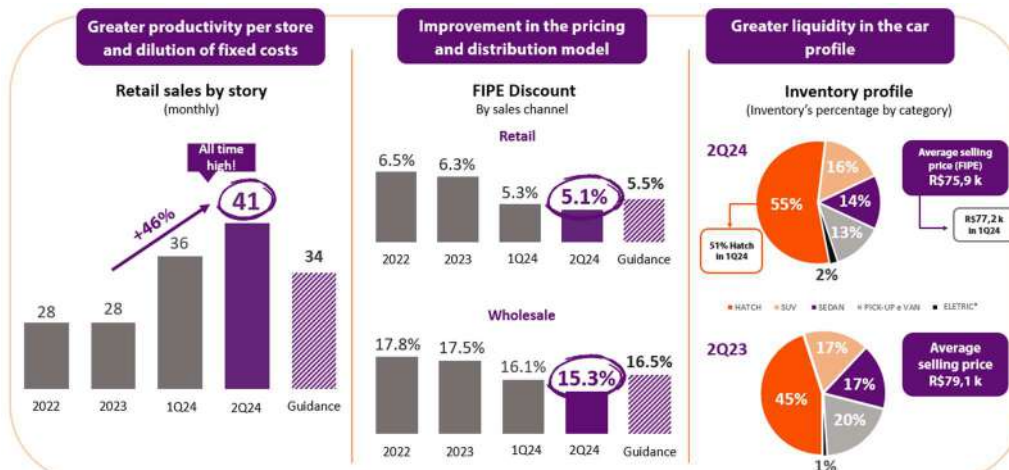 Greater productivity per store
and dilution of fixed costs
Retail sales by story
(monthly)
All time
high!
+46%
28
28
36
41
34
2022
2023
1Q24
2Q24
Guidance
Improvement in the pricing
and distribution model
FIPE Discount
By sales channel
Retail
6.5%
6.3%
5.3%
5.1%
5.5%
2022
2023
1Q24
2Q24
Guidance
Wholesale
17.8%
17.5%
16.1%
15.3%
16.5%
2022
2023
1Q24
2Q24
Guidance
Greater liquidity in the car
profile
Inventory profile
(Inventory's percentage by category)
2Q24
16%
55%
14%
13%
2%
51% Hatch
in 1Q24
Average selling
price (FIPE)
R$75,9 k
R$77,2 k
in 1Q24
HATCH
SUV
SEDAN
PICK-UP e VAN
ELETRIC*
2Q23
17%
45%
17%
20%
1%
Average
selling price
R$79,1 k